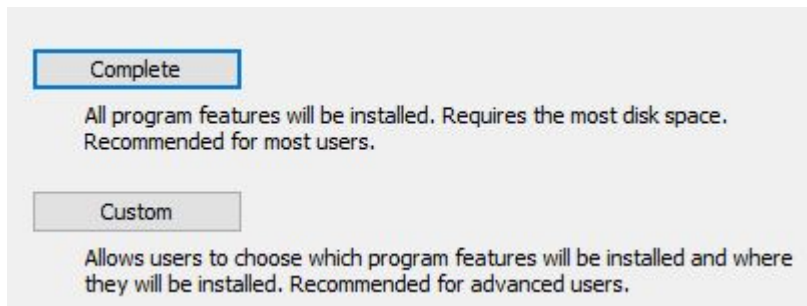 Complete
All program features will be installed. Requires the most disk space.
Recommended for most users.
Custom
Allows users to choose which program features will be installed and where
they will be installed. Recommended for advanced users.